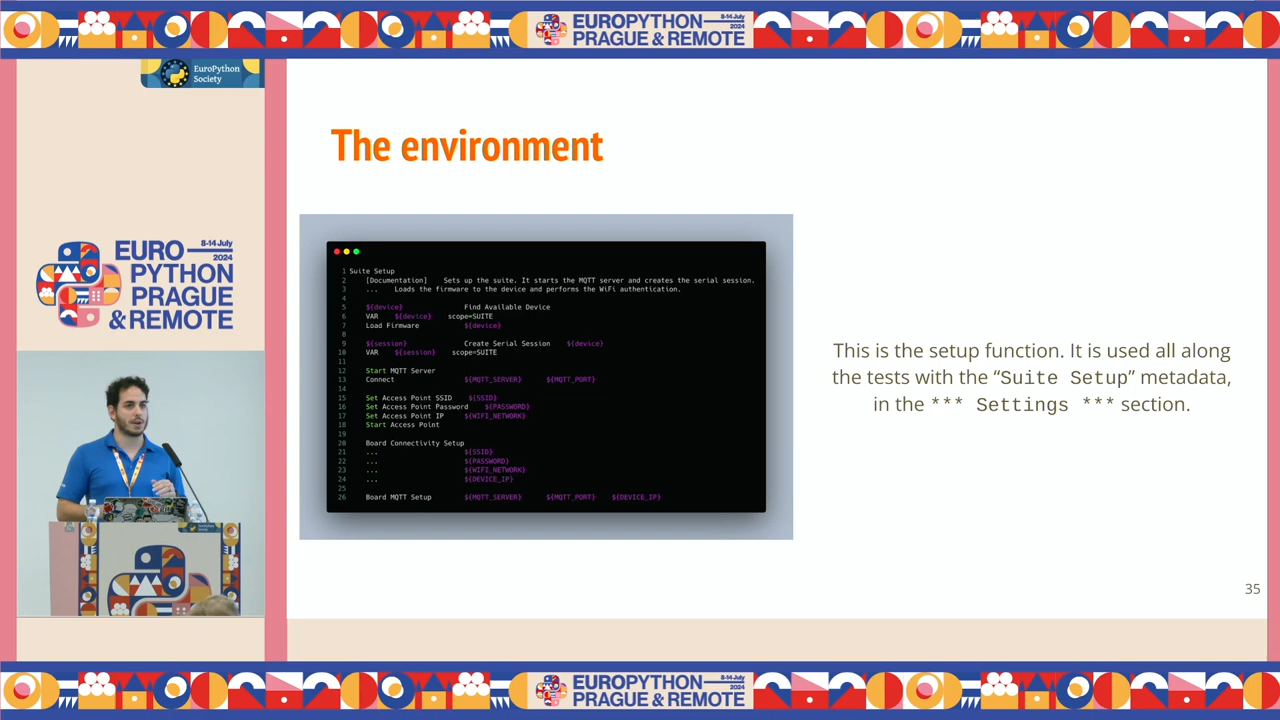 EUROPYTHON
8-14 July
2024
PRAGUE & REMOTE
EuroPython
Society
The environment
EURO
8-14 July
2024
PYTHON
PRAGUE
& REMOTE
1 Suite Setup
2 [Documentation] Sets up the suite. It starts the MQTT server and creates the serial session.
3 ... Loads the firmware to the device and performs the WiFi authentication.
4
5 ${device} Find Available Device
6 VAR ${device} scope=SUITE
7 Load Firmware ${device}
8
9 ${session} Create Serial Session ${device}
10 VAR ${session} scope=SUITE
11
12 Start MQTT Server
13 Connect ${MQTT_SERVER} ${MQTT_PORT}
14
15 Set Access Point SSID ${SSID}
16 Set Access Point Password ${PASSWORD}
17 Set Access Point IP ${WIFI_NETWORK}
18 Start Access Point
19
20 Board Connectivity Setup
21 ... ${SSID}
22 ... ${PASSWORD}
23 ... ${WIFI_NETWORK}
24 ... ${DEVICE_IP}
25
26 Board MQTT Setup ${MQTT_SERVER} ${MQTT_PORT} ${DEVICE_IP}
This is the setup function. It is used all along
the tests with the “Suite Setup” metadata,
in the *** Settings *** section.
35
EUROPYTHON
8-14 July
2024
PRAGUE & REMOTE